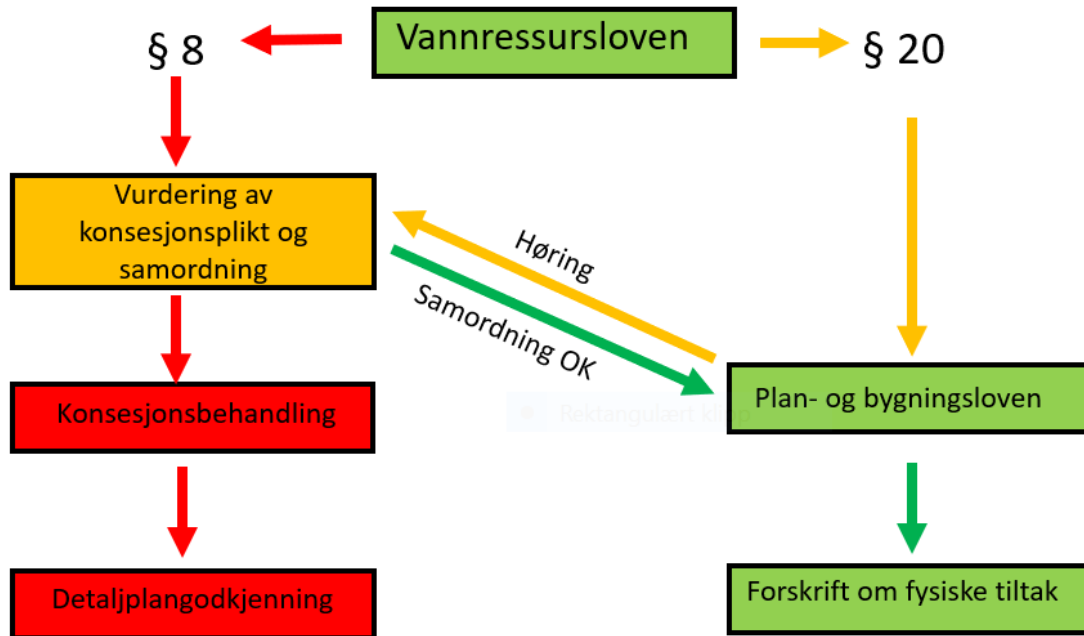 Vannressursloven
§ 8
§ 20
Vurdering av
konsesjonsplikt og
samordning
Høring
Samordning OK
Konsesjonsbehandling
Plan- og bygningsloven
Rektangulært
Detaljplangodkjenning
Forskrift om fysiske tiltak